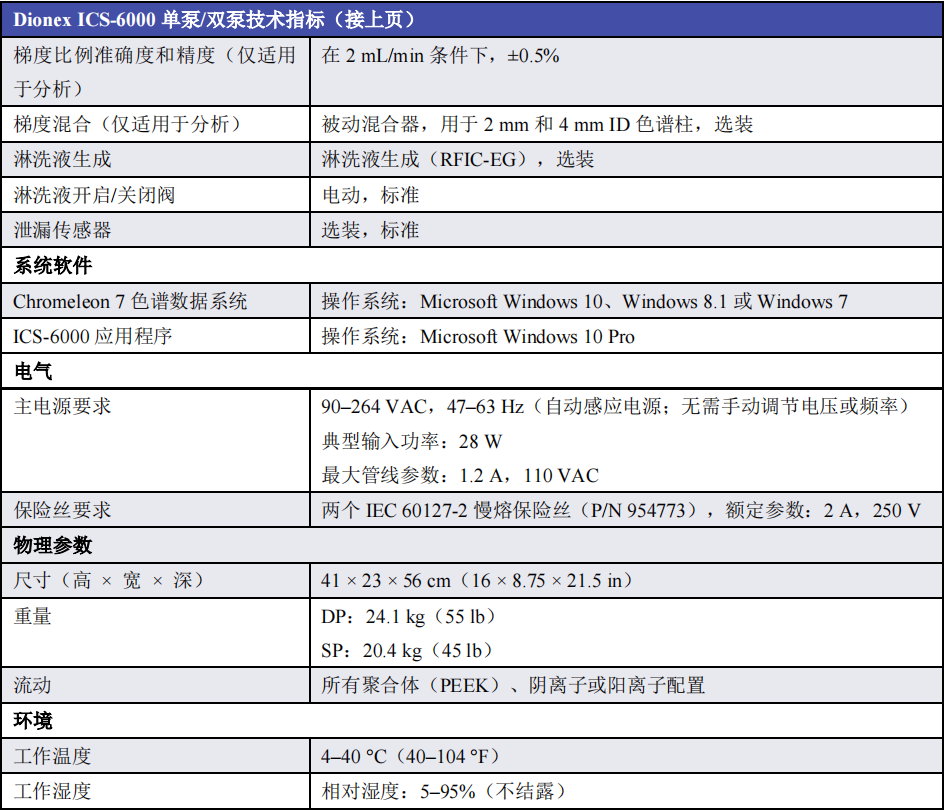 Dionex ICS-6000 单泵/双泵技术指标（接上页）
梯度比例准确度和精度（仅适用
于分析）
在 2 mL/min 条件下，±0.5%
梯度混合（仅适用于分析）
被动混合器，用于 2 mm 和 4 mm ID 色谱柱，选装
淋洗液生成
淋洗液生成（RFIC-EG），选装
淋洗液开启/关闭阀
电动，标准
泄漏传感器
选装，标准
系统软件
Chromeleon 7 色谱数据系统
操作系统：Microsoft Windows 10、Windows 8.1 或 Windows 7
ICS-6000 应用程序
操作系统：Microsoft Windows 10 Pro
电气
主电源要求
90–264 VAC，47–63 Hz（自动感应电源；无需手动调节电压或频率）
典型输入功率：28 W
最大管线参数：1.2 A，110 VAC
保险丝要求
两个 IEC 60127-2 慢熔保险丝（P/N 954773），额定参数：2 A，250 V
物理参数
尺寸（高 × 宽 × 深）
41 × 23 × 56 cm（16 × 8.75 × 21.5 in）
重量
DP：24.1 kg（55 lb）
SP：20.4 kg（45 lb）
流动
所有聚合体（PEEK）、阴离子或阳离子配置
环境
工作温度
4–40 °C（40–104 °F）
工作湿度
相对湿度：5–95%（不结露）